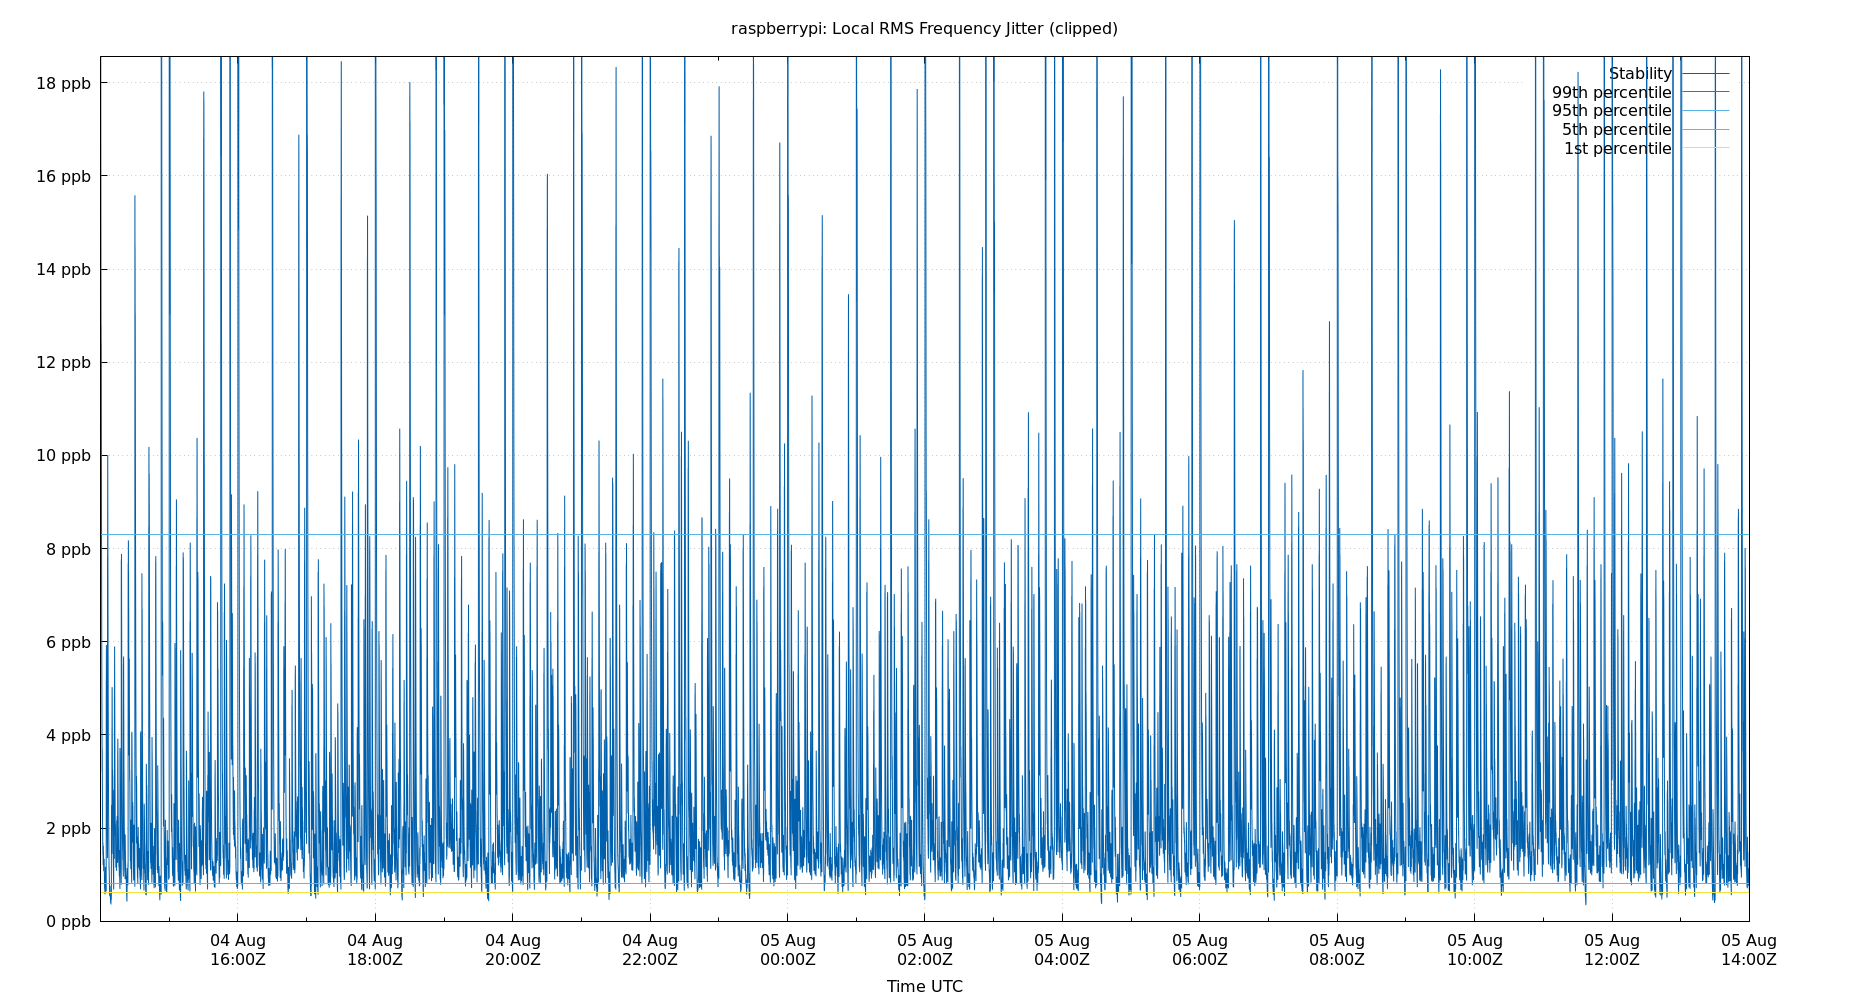 raspberrypi: Local RMS Frequency Jitter (clipped)
18 ppb
16 ppb
14 ppb
12 ppb
10 ppb
8 ppb
6 ppb
4 ppb
2 ppb
0 ppb
Stability
99th percentile
95th percentile
5th percentile
1st percentile
04 Aug 04 Aug 04 Aug 04 Aug 05 Aug 05 Aug 05 Aug 05 Aug 05 Aug 05 Aug 05 Aug 05 Aug
16:00Z 18:00Z 20:00Z 22:00Z 00:00Z 02:00Z 04:00Z 06:00Z 08:00Z 10:00Z 12:00Z 14:00Z
Time UTC